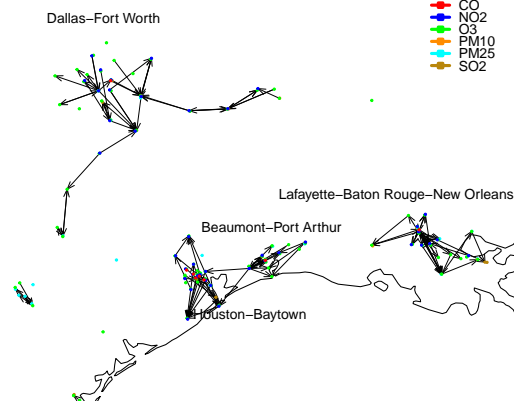 CO
NO2
O3
PM10
PM25
SO2
Dallas−Fort Worth
Lafayette−Baton Rouge−New Orleans
Beaumont−Port Arthur
Houston−Baytown